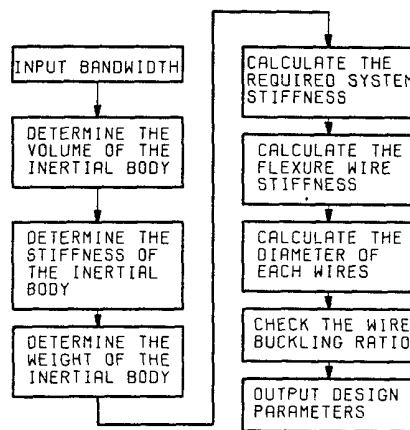 INPUT BANDWIDTH
DETERMINE THE
VOLUME OF THE
INERTIAL BODY
DETERMINE THE
STIFFNESS OF
THE INERTIAL
BODY
DETERMINE THE
WEIGHT OF THE
INERTIAL BODY
CALCULATE THE
REQUIRED SYSTEM
STIFFNESS
CALCULATE THE
FLEXURE WIRE
STIFFNESS
CALCULATE THE
DIAMETER OF
EACH WIRES
CHECK THE WIRE
BUCKLING RATIO
OUTPUT DESIGN
PARAMETERS